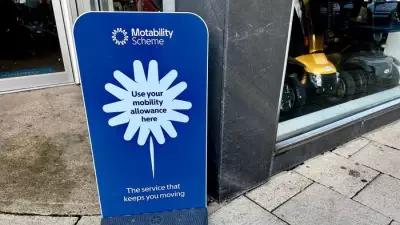 Motability
Scheme
Use your
mobility
allowance
here
The service that
keeps you moving